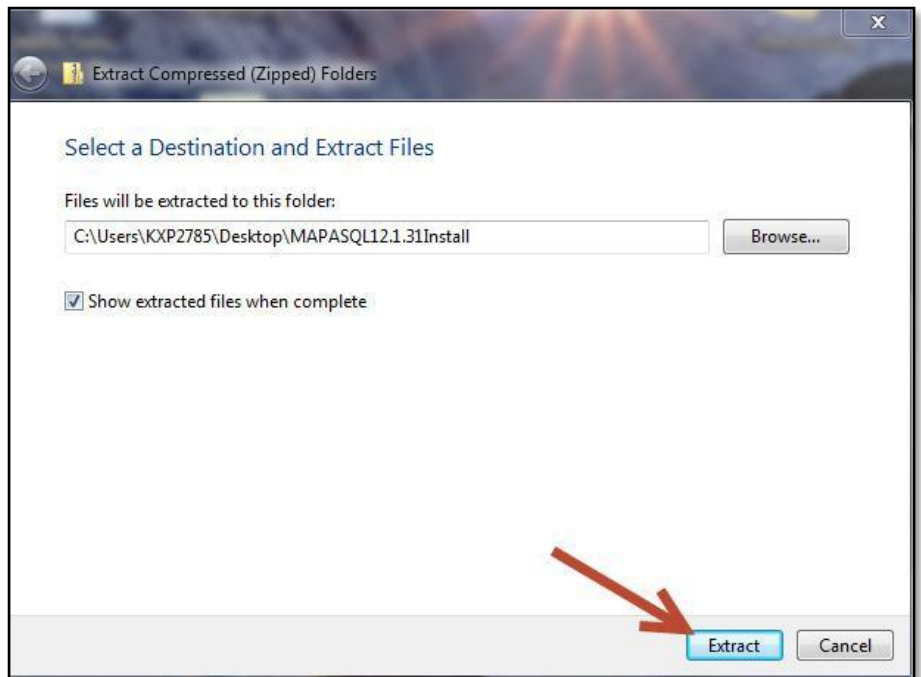 X
Extract Compressed (Zipped) Folders
Select a Destination and Extract Files
Files will be extracted to this folder:
C:\Users\KXP2785\Desktop\MAPASQL12.1.31Install
Browse...
Show extracted files when complete
Extract
Cancel